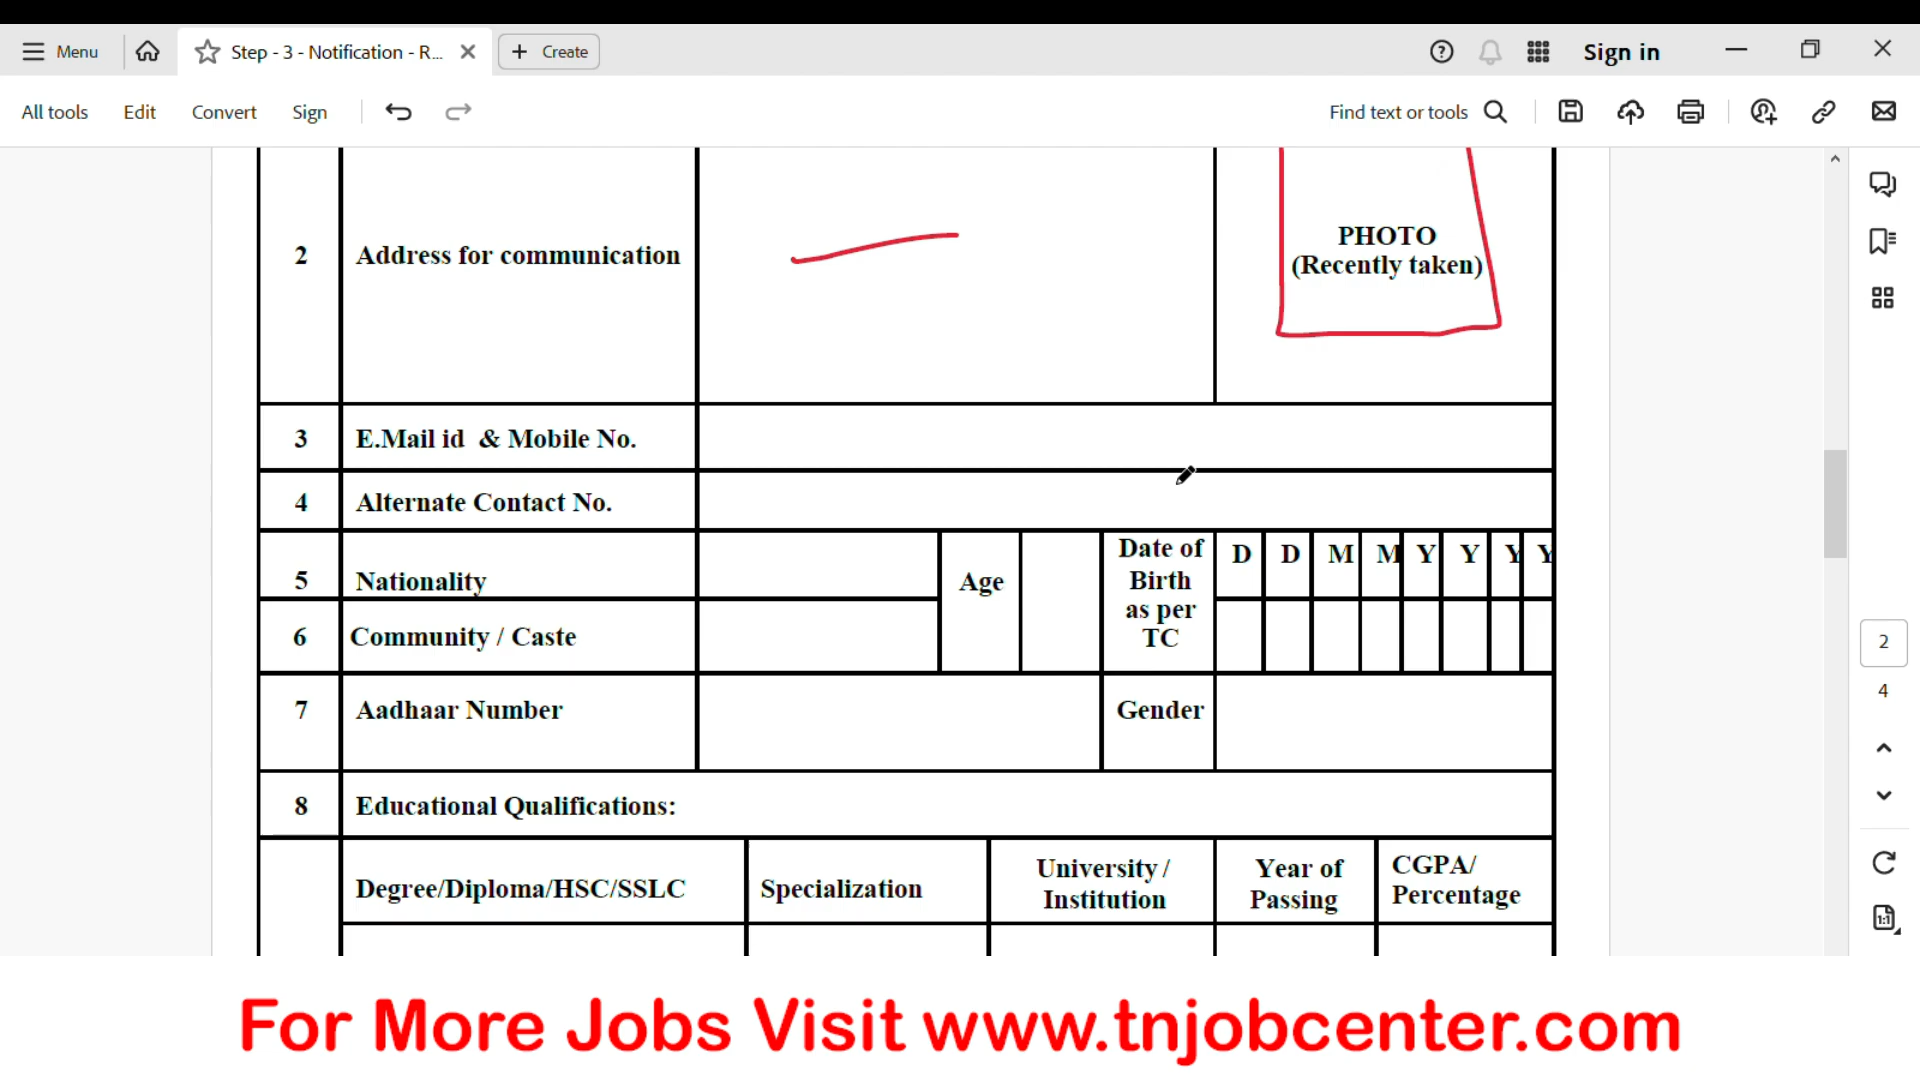 Menu
Step - 3 - Notification - R...
Create
Sign in
All tools
Edit
Convert
Sign
Find text or tools
2
Address for communication
PHOTO
(Recently taken)
3
E.Mail id & Mobile No.
4
Alternate Contact No.
5
Nationality
Age
Date of
Birth
as per
TC
D D M M Y Y Y Y
6
Community / Caste
7
Aadhaar Number
Gender
8
Educational Qualifications:
Degree/Diploma/HSC/SSLC
Specialization
University /
Institution
Year of
Passing
CGPA/
Percentage
2
4
1:1
For More Jobs Visit www.tnjobcenter.com